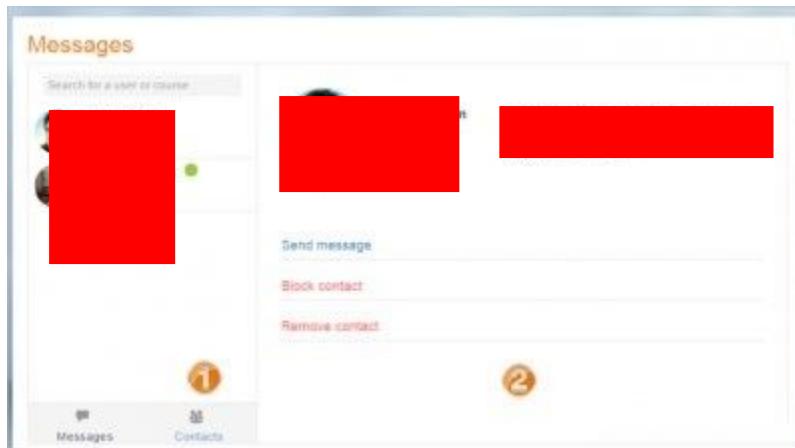 Messages
Search for a user or course
n
Send message
Block contact
Remove contact
1
2
Messages
Contacts